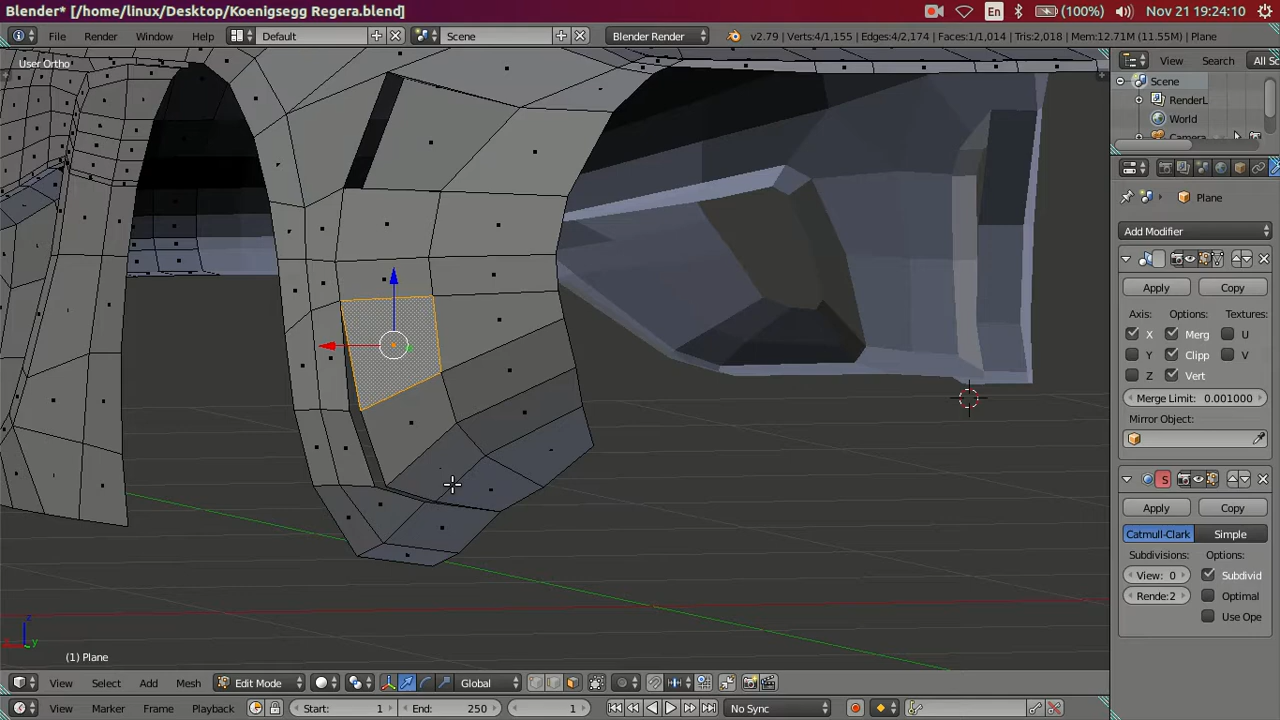 Blender* [/home/linux/Desktop/Koenigsegg Regera.blend]
En (100%) Nov 21 19:24:10
File Render Window Help Default Scene Blender Render v2.79 | Verts:4/1,155 | Edges:4/2,174 | Faces:1/1,014 | Tris:2,018 | Mem:12.71M (11.55M) | Plane
User Ortho
View Search All Sc
Scene
RenderL
World
Camera
Plane
Add Modifier
Apply Copy
Axis: Options: Textures:
X Merg U
Y Clipp V
Z Vert
Merge Limit: 0.001000
Mirror Object:
S
Apply Copy
Catmull-Clark Simple
Subdivisions: Options:
View: 0 Subdivid
Rende:2 Optimal
Use Ope
z
x y
(1) Plane
View Select Add Mesh Edit Mode Global
View Marker Frame Playback Start: 1 End: 250 1 No Sync